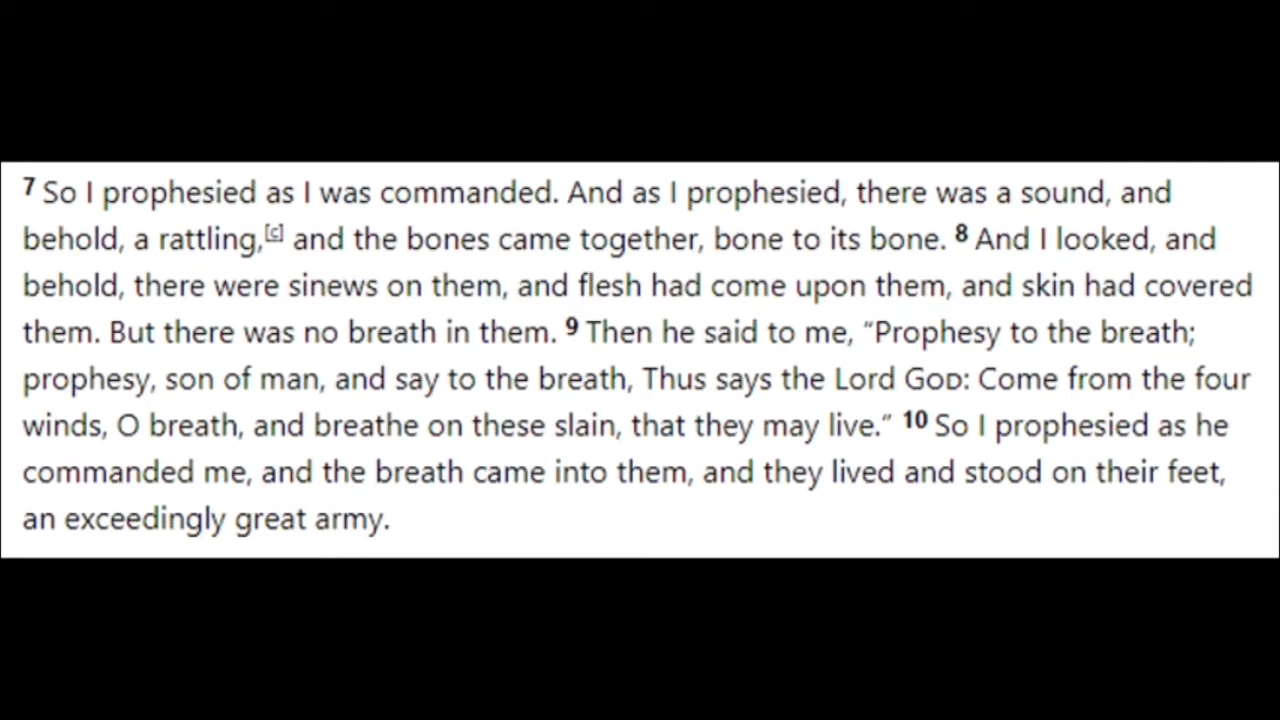 7 So I prophesied as I was commanded. And as I prophesied, there was a sound, and
behold, a rattling,[c] and the bones came together, bone to its bone. 8 And I looked, and
behold, there were sinews on them, and flesh had come upon them, and skin had covered
them. But there was no breath in them. 9 Then he said to me, “Prophesy to the breath;
prophesy, son of man, and say to the breath, Thus says the Lord GOD: Come from the four
winds, O breath, and breathe on these slain, that they may live.” 10 So I prophesied as he
commanded me, and the breath came into them, and they lived and stood on their feet,
an exceedingly great army.